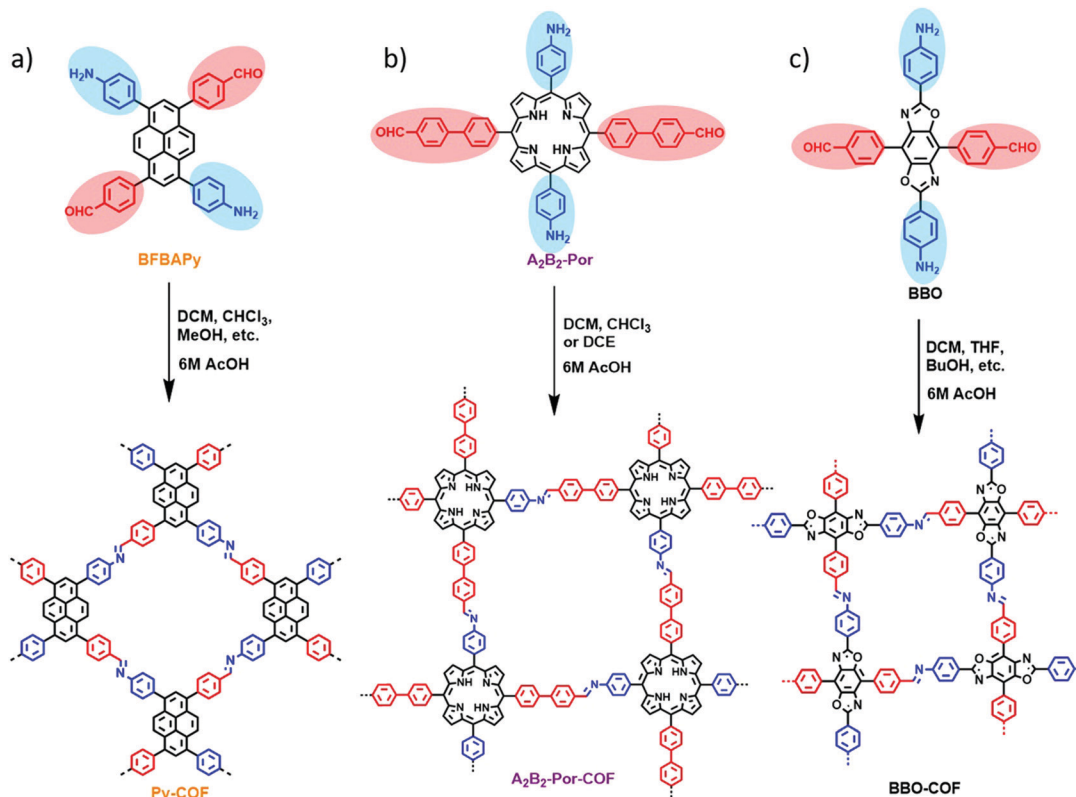 a)
H₂N
CHO
OHC
NH₂
BFBAPy
DCM, CHCl₃,
MeOH, etc.
6M AcOH
N
N
N
N
Py-COF
b)
NH₂
OHC
NH N
N HN
CHO
NH₂
A₂B₂-Por
DCM, CHCl₃
or DCE
6M AcOH
NH N
N HN
N
N
N
N
A₂B₂-Por-COF
c)
NH₂
N
O
OHC
CHO
O
N
NH₂
BBO
DCM, THF,
BuOH, etc.
6M AcOH
N
O
N
O
N
N
N
N
BBO-COF